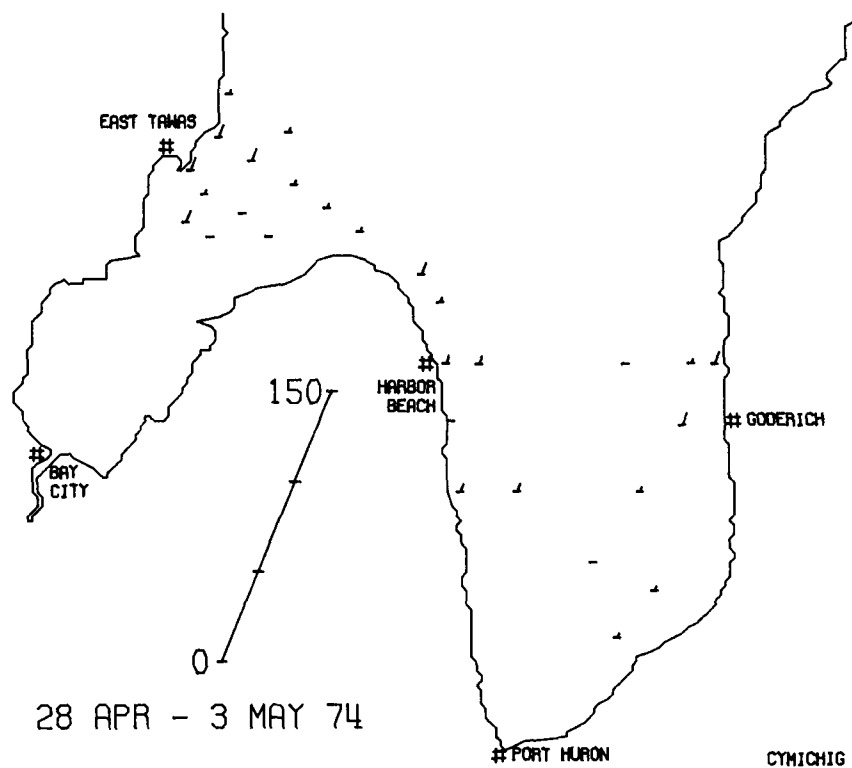 EAST TAWAS
150
HARBOR
BEACH
GODERICH
BAY
CITY
0
28 APR - 3 MAY 74
PORT HURON
CYMICHIG